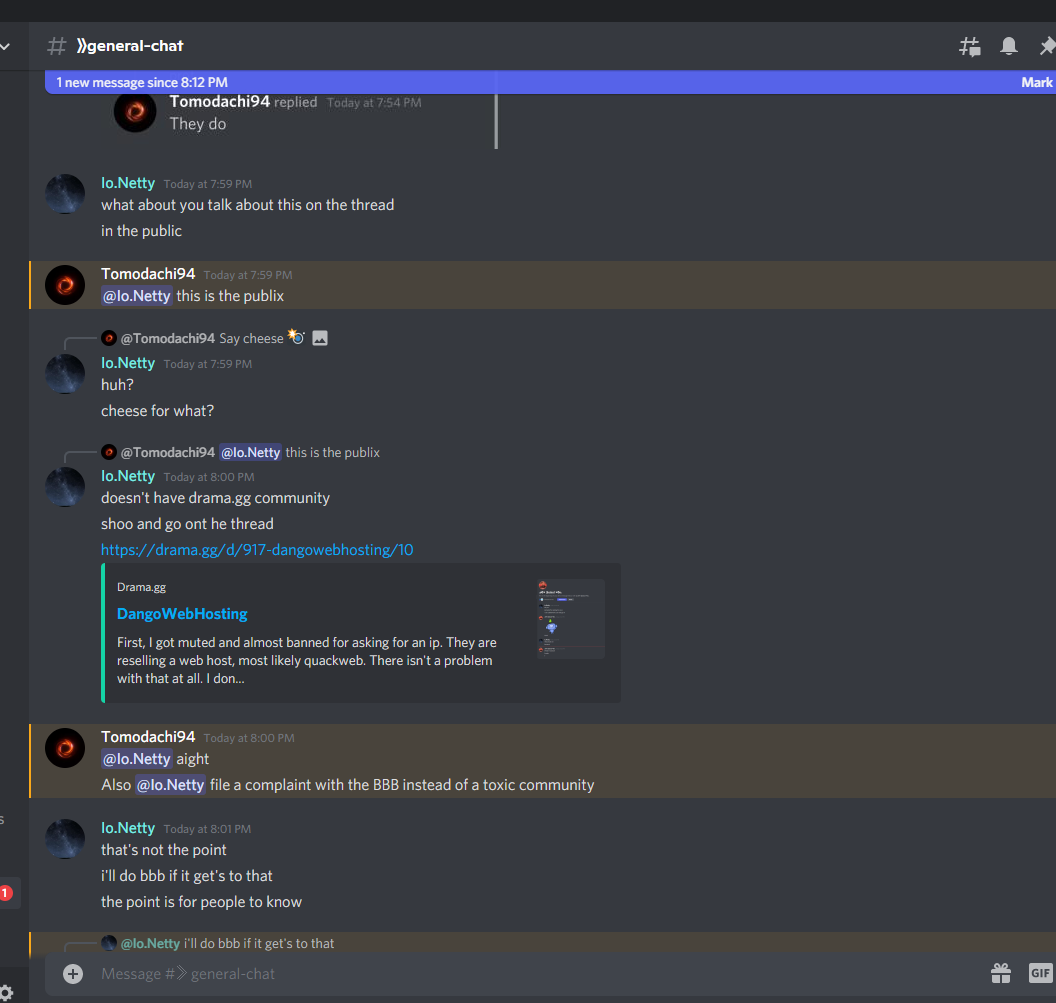 ⟫general-chat
1 new message since 8:12 PM Mark
Tomodachi94 replied Today at 7:54 PM
They do
Io.Netty Today at 7:59 PM
what about you talk about this on the thread
in the public
Tomodachi94 Today at 7:59 PM
@Io.Netty this is the publix
@Tomodachi94 Say cheese
Io.Netty Today at 7:59 PM
huh?
cheese for what?
@Tomodachi94 @Io.Netty this is the publix
Io.Netty Today at 8:00 PM
doesn't have drama.gg community
shoo and go ont he thread
https://drama.gg/d/917-dangowebhosting/10
Drama.gg
DangoWebHosting
First, I got muted and almost banned for asking for an ip. They are
reselling a web host, most likely quackweb. There isn't a problem
with that at all. I don...
Tomodachi94 Today at 8:00 PM
@Io.Netty aight
Also @Io.Netty file a complaint with the BBB instead of a toxic community
s
Io.Netty Today at 8:01 PM
that's not the point
i'll do bbb if it get's to that
1
the point is for people to know
@Io.Netty i'll do bbb if it get's to that
Message #⟫general-chat
GIF